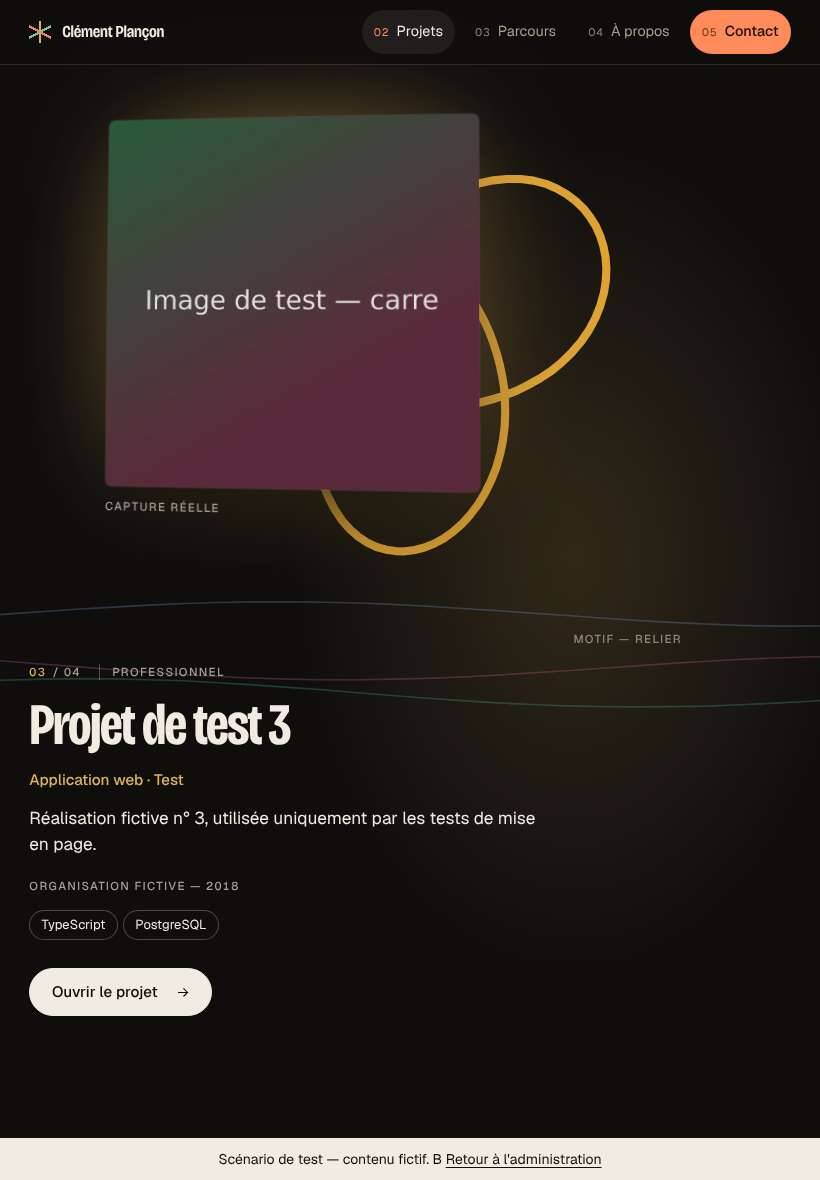 Clément Plançon
02 Projets
03 Parcours
04 À propos
05 Contact
Image de test — carre
CAPTURE RÉELLE
MOTIF — RELIER
03 / 04 PROFESSIONNEL
Projet de test 3
Application web · Test
Réalisation fictive n° 3, utilisée uniquement par les tests de mise
en page.
ORGANISATION FICTIVE — 2018
TypeScript
PostgreSQL
Ouvrir le projet →
Scénario de test — contenu fictif. B Retour à l'administration